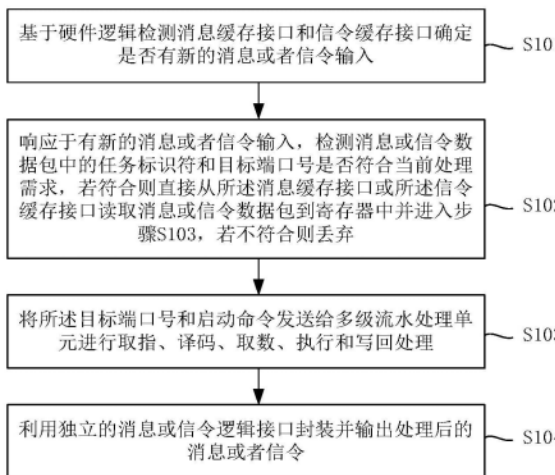 基于硬件逻辑检测消息缓存接口和信令缓存接口确定
是否有新的消息或者信令输入
S101
响应于有新的消息或者信令输入，检测消息或信令数
据包中的任务标识符和目标端口号是否符合当前处理
需求，若符合则直接从所述消息缓存接口或所述信令
缓存接口读取消息或信令数据包到寄存器中并进入步
骤S103，若不符合则丢弃
S102
将所述目标端口号和启动命令发送给多级流水处理单
元进行取指、译码、取数、执行和写回处理
S103
利用独立的消息或信令逻辑接口封装并输出处理后的
消息或者信令
S104